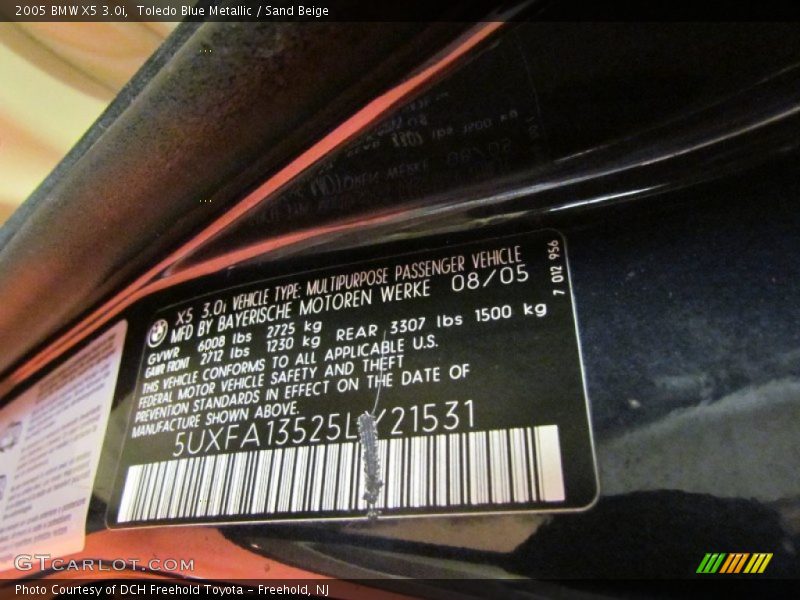 2005 BMW X5 3.0i, Toledo Blue Metallic / Sand Beige
X5 3.0i VEHICLE TYPE: MULTIPURPOSE PASSENGER VEHICLE
MFD BY BAYERISCHE MOTOREN WERKE 08/05
GVWR 6008 lbs 2725 kg
GAWR FRONT 2712 lbs 1230 kg REAR 3307 lbs 1500 kg
THIS VEHICLE CONFORMS TO ALL APPLICABLE U.S.
FEDERAL MOTOR VEHICLE SAFETY AND THEFT
PREVENTION STANDARDS IN EFFECT ON THE DATE OF
MANUFACTURE SHOWN ABOVE.
7 012 956
GTCARLOT.COM
Photo Courtesy of DCH Freehold Toyota - Freehold, NJ